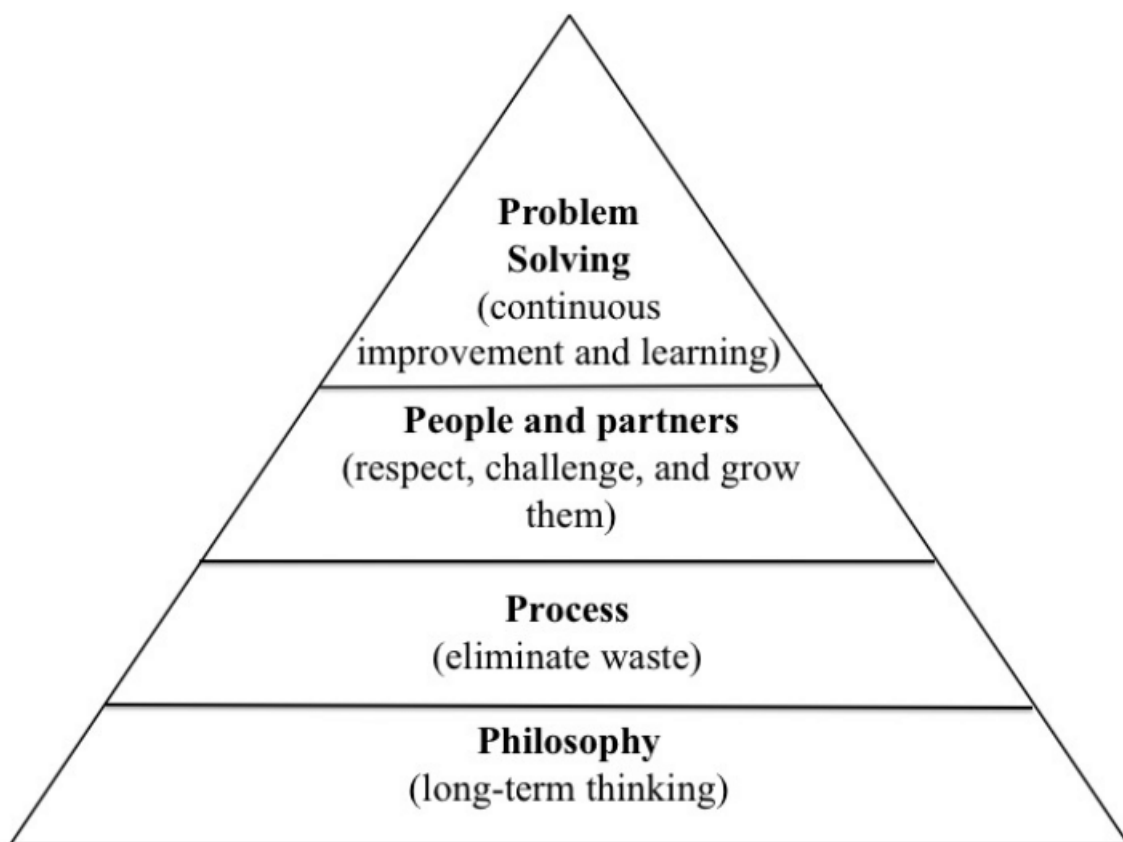 Problem
Solving
(continuous
improvement and learning)
People and partners
(respect, challenge, and grow
them)
Process
(eliminate waste)
Philosophy
(long-term thinking)